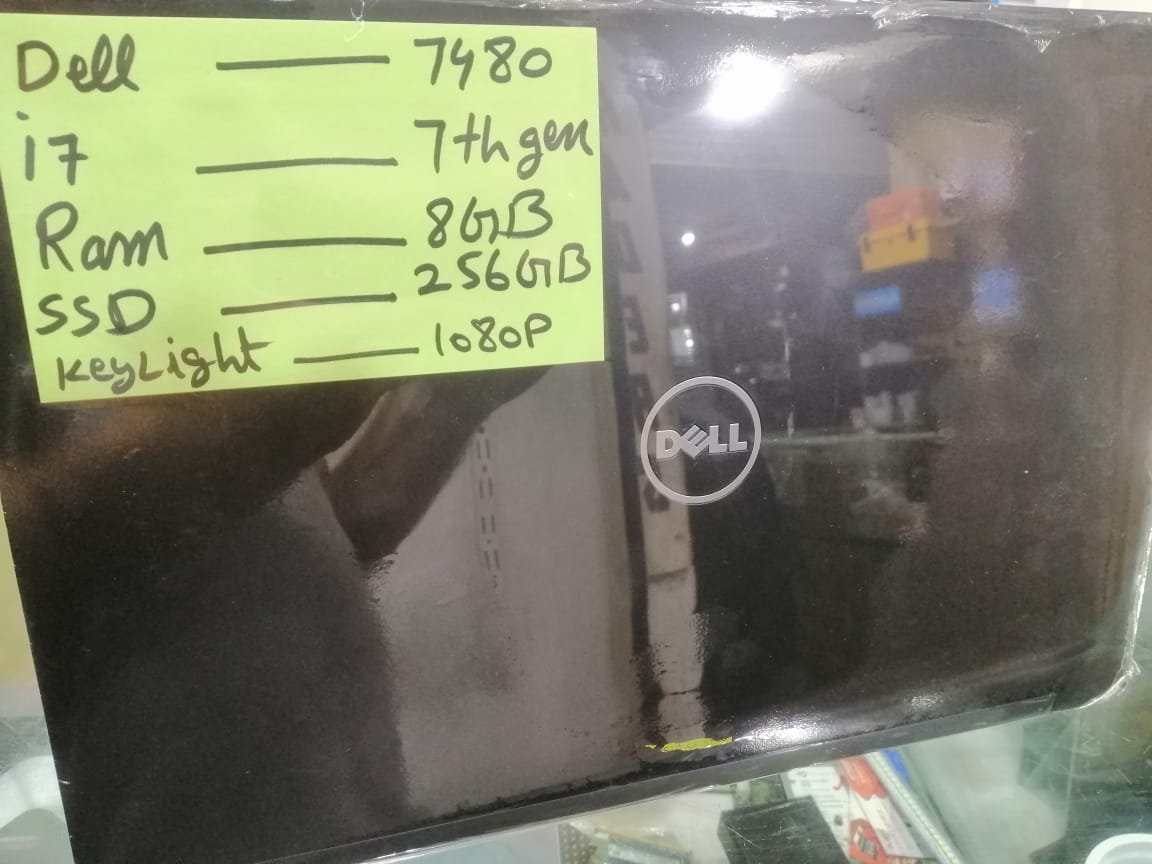 Dell — 7480
i7 — 7th gen
Ram — 8GB
SSD — 256GB
KeyLight — 1080P
DELL